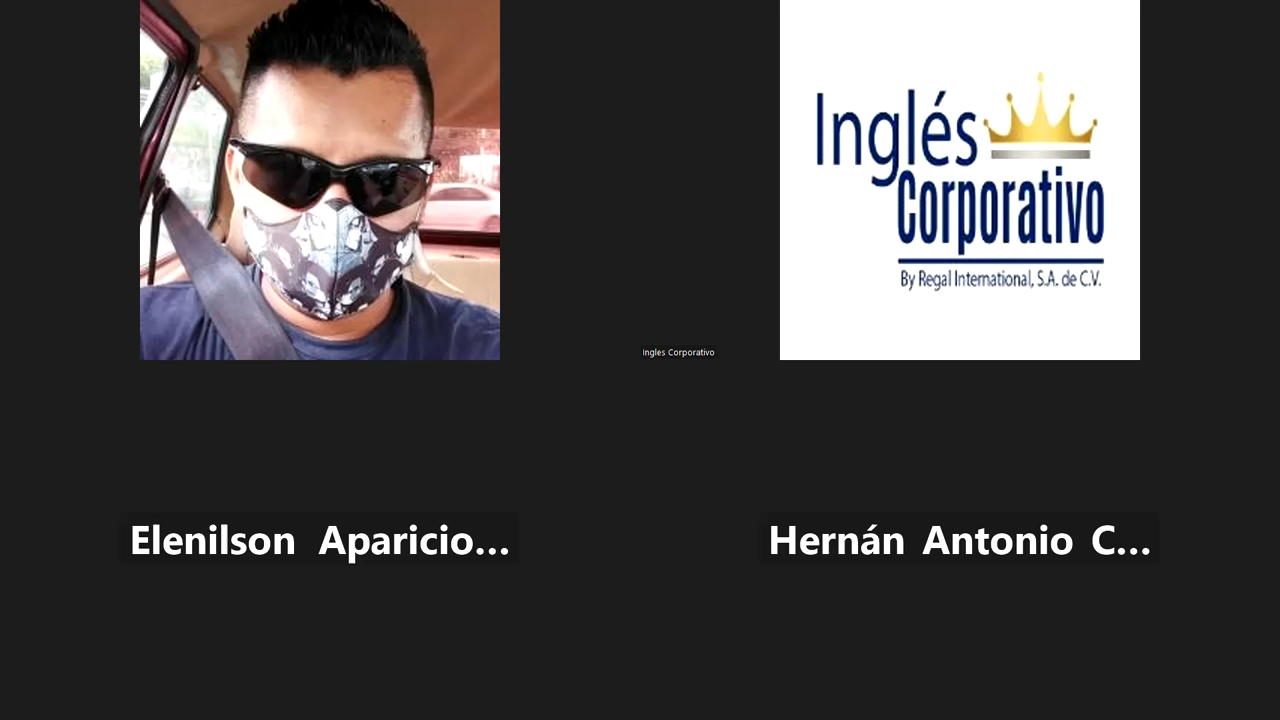 Inglés
Corporativo
By Regal International, S.A. de C.V.
Ingles Corporativo
Elenilson Aparicio...
Hernán Antonio C...